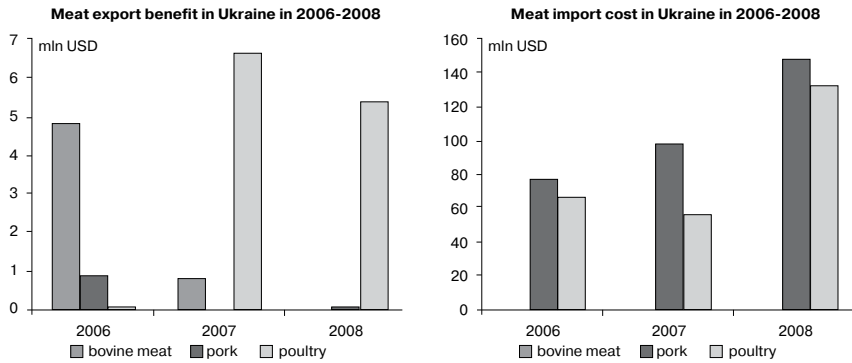 Meat export benefit in Ukraine in 2006-2008
mln USD
7
6
5
4
3
2
1
0
2006 2007 2008
bovine meat pork poultry
Meat import cost in Ukraine in 2006-2008
mln USD
160
140
120
100
80
60
40
20
0
2006 2007 2008
bovine meat pork poultry